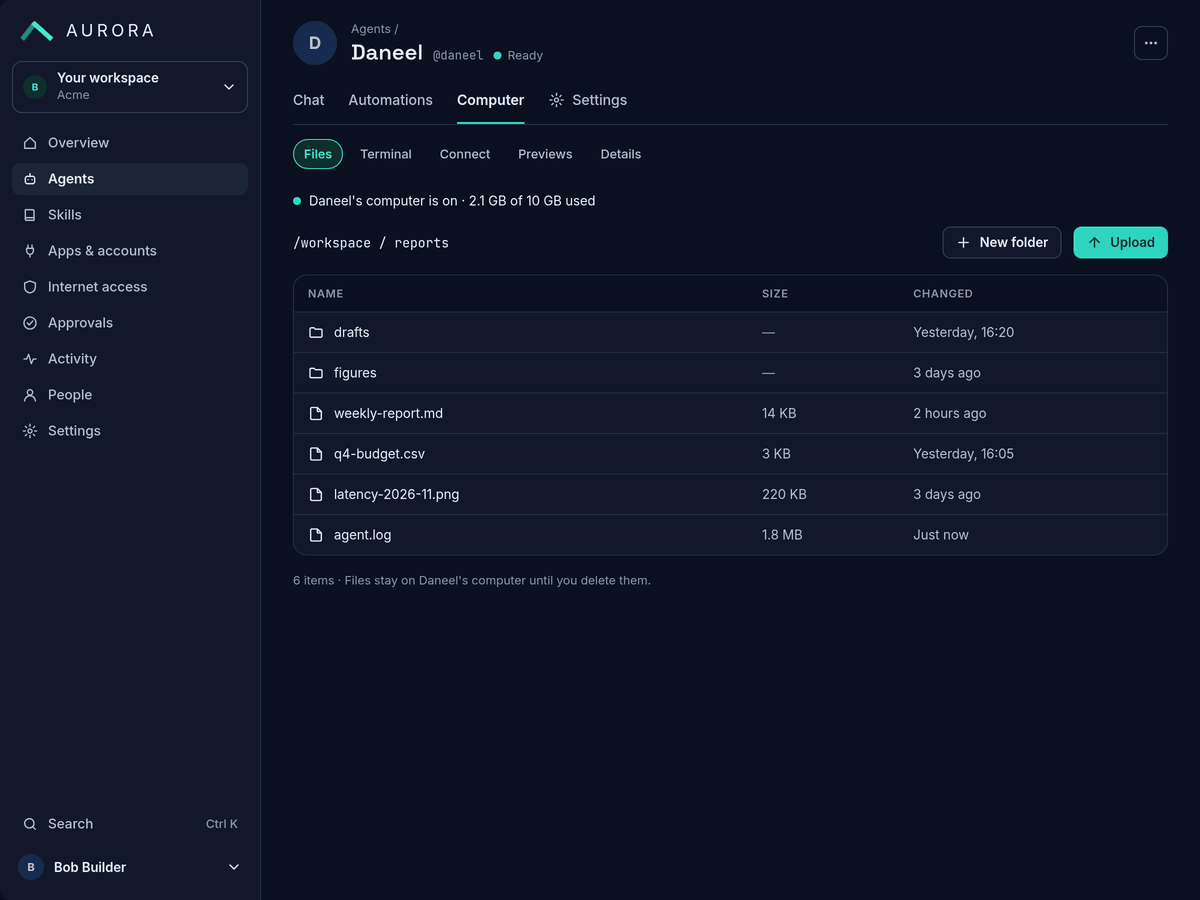 AURORA
B
Your workspace
Acme
Overview
Agents
Skills
Apps & accounts
Internet access
Approvals
Activity
People
Settings
Search Ctrl K
B Bob Builder
D
Agents /
Daneel @daneel Ready
Chat Automations Computer Settings
Files Terminal Connect Previews Details
Daneel's computer is on · 2.1 GB of 10 GB used
/workspace / reports
New folder Upload
NAME SIZE CHANGED
drafts — Yesterday, 16:20
figures — 3 days ago
weekly-report.md 14 KB 2 hours ago
q4-budget.csv 3 KB Yesterday, 16:05
latency-2026-11.png 220 KB 3 days ago
agent.log 1.8 MB Just now
6 items · Files stay on Daneel's computer until you delete them.